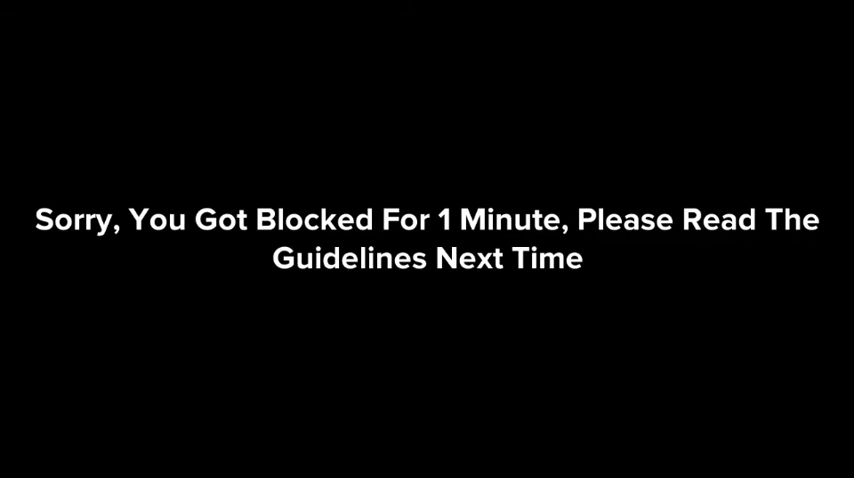 Sorry, You Got Blocked For 1 Minute, Please Read The
Guidelines Next Time